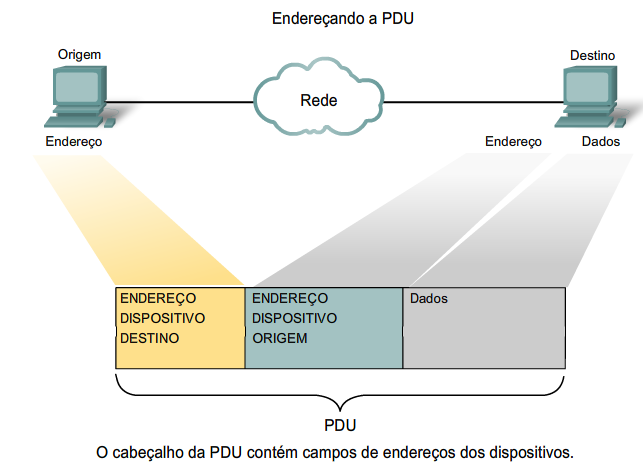 Endereçando a PDU
Origem
Destino
Rede
Endereço
Endereço
Dados
ENDEREÇO
DISPOSITIVO
DESTINO
ENDEREÇO
DISPOSITIVO
ORIGEM
Dados
PDU
O cabeçalho da PDU contém campos de endereços dos dispositivos.